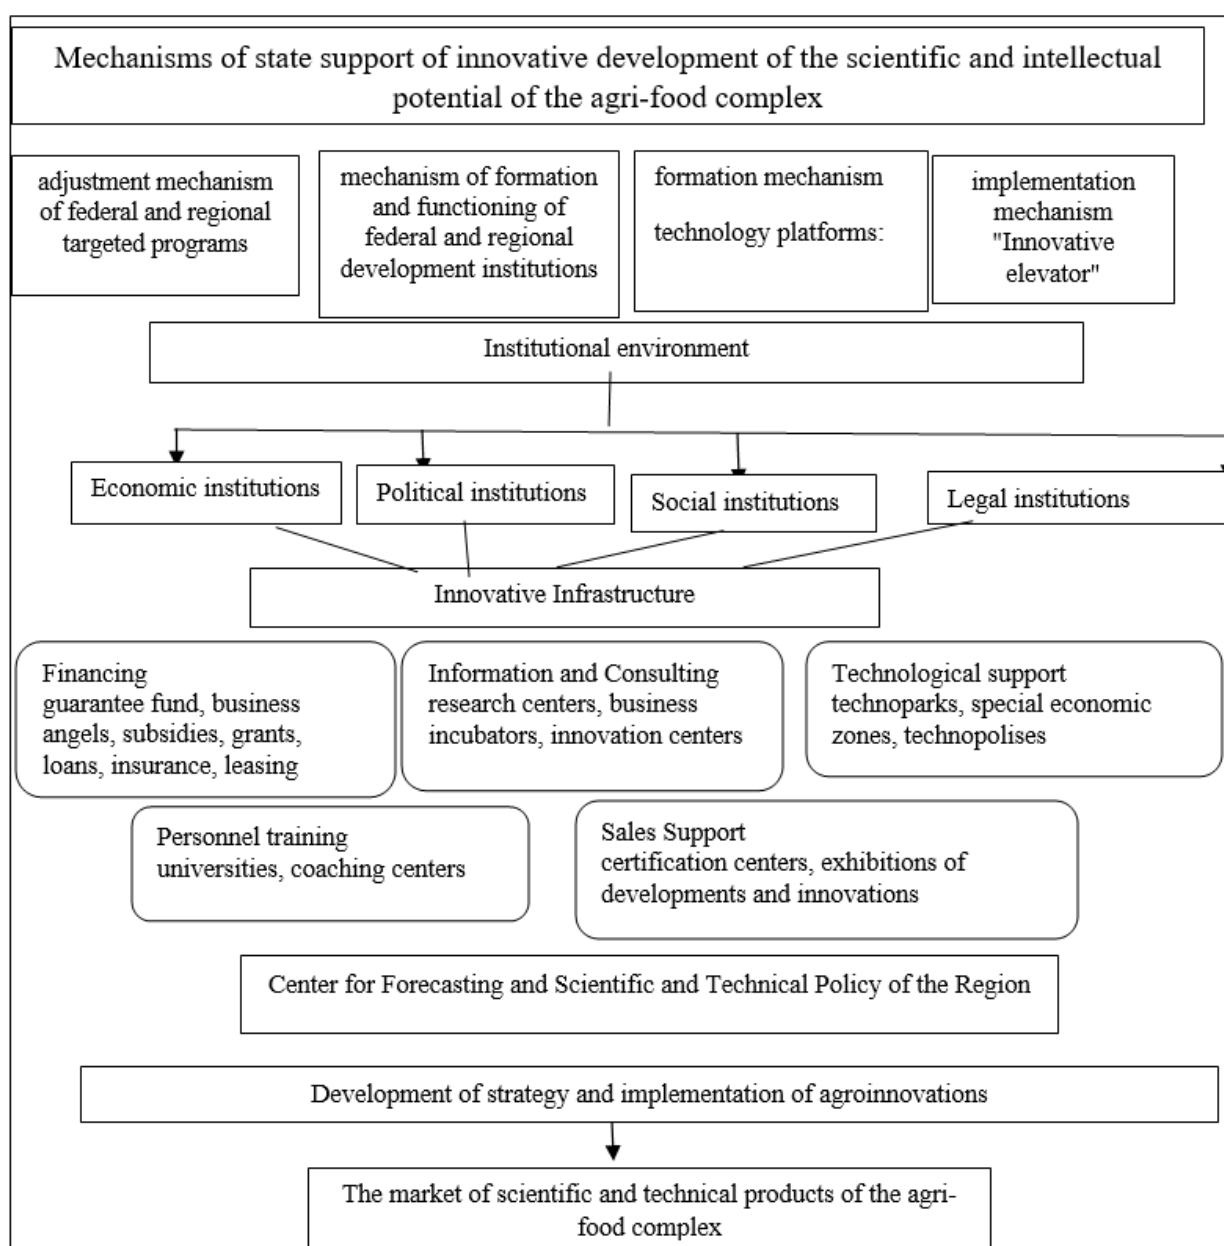 Mechanisms of state support of innovative development of the scientific and intellectual
potential of the agri-food complex
adjustment mechanism
of federal and regional
targeted programs
mechanism of formation
and functioning of
federal and regional
development institutions
formation mechanism
technology platforms:
implementation
mechanism
"Innovative
elevator"
Institutional environment
Economic institutions
Political institutions
Social institutions
Legal institutions
Innovative Infrastructure
Financing
guarantee fund, business
angels, subsidies, grants,
loans, insurance, leasing
Information and Consulting
research centers, business
incubators, innovation centers
Technological support
technoparks, special economic
zones, technopolises
Personnel training
universities, coaching centers
Sales Support
certification centers, exhibitions of
developments and innovations
Center for Forecasting and Scientific and Technical Policy of the Region
Development of strategy and implementation of agroinnovations
The market of scientific and technical products of the agri-
food complex